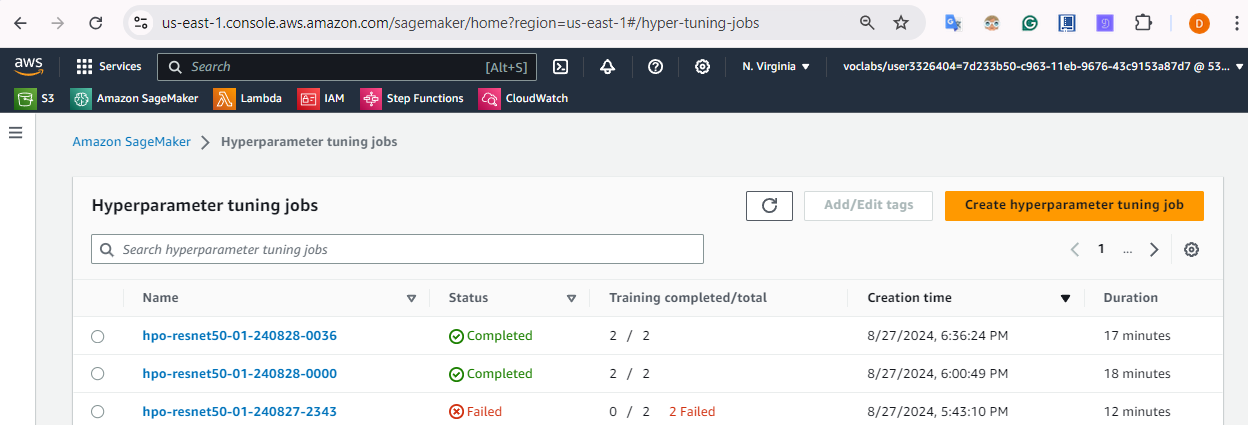 us-east-1.console.aws.amazon.com/sagemaker/home?region=us-east-1#/hyper-tuning-jobs
D
aws Services Search [Alt+S] N. Virginia voclabs/user3326404=7d233b50-c963-11eb-9676-43c9153a87d7 @ 53...
S3 Amazon SageMaker Lambda IAM Step Functions CloudWatch
Amazon SageMaker > Hyperparameter tuning jobs
Hyperparameter tuning jobs Add/Edit tags Create hyperparameter tuning job
Search hyperparameter tuning jobs 1 ...
Name Status Training completed/total Creation time Duration
hpo-resnet50-01-240828-0036 Completed 2 / 2 8/27/2024, 6:36:24 PM 17 minutes
hpo-resnet50-01-240828-0000 Completed 2 / 2 8/27/2024, 6:00:49 PM 18 minutes
hpo-resnet50-01-240827-2343 Failed 0 / 2 2 Failed 8/27/2024, 5:43:10 PM 12 minutes